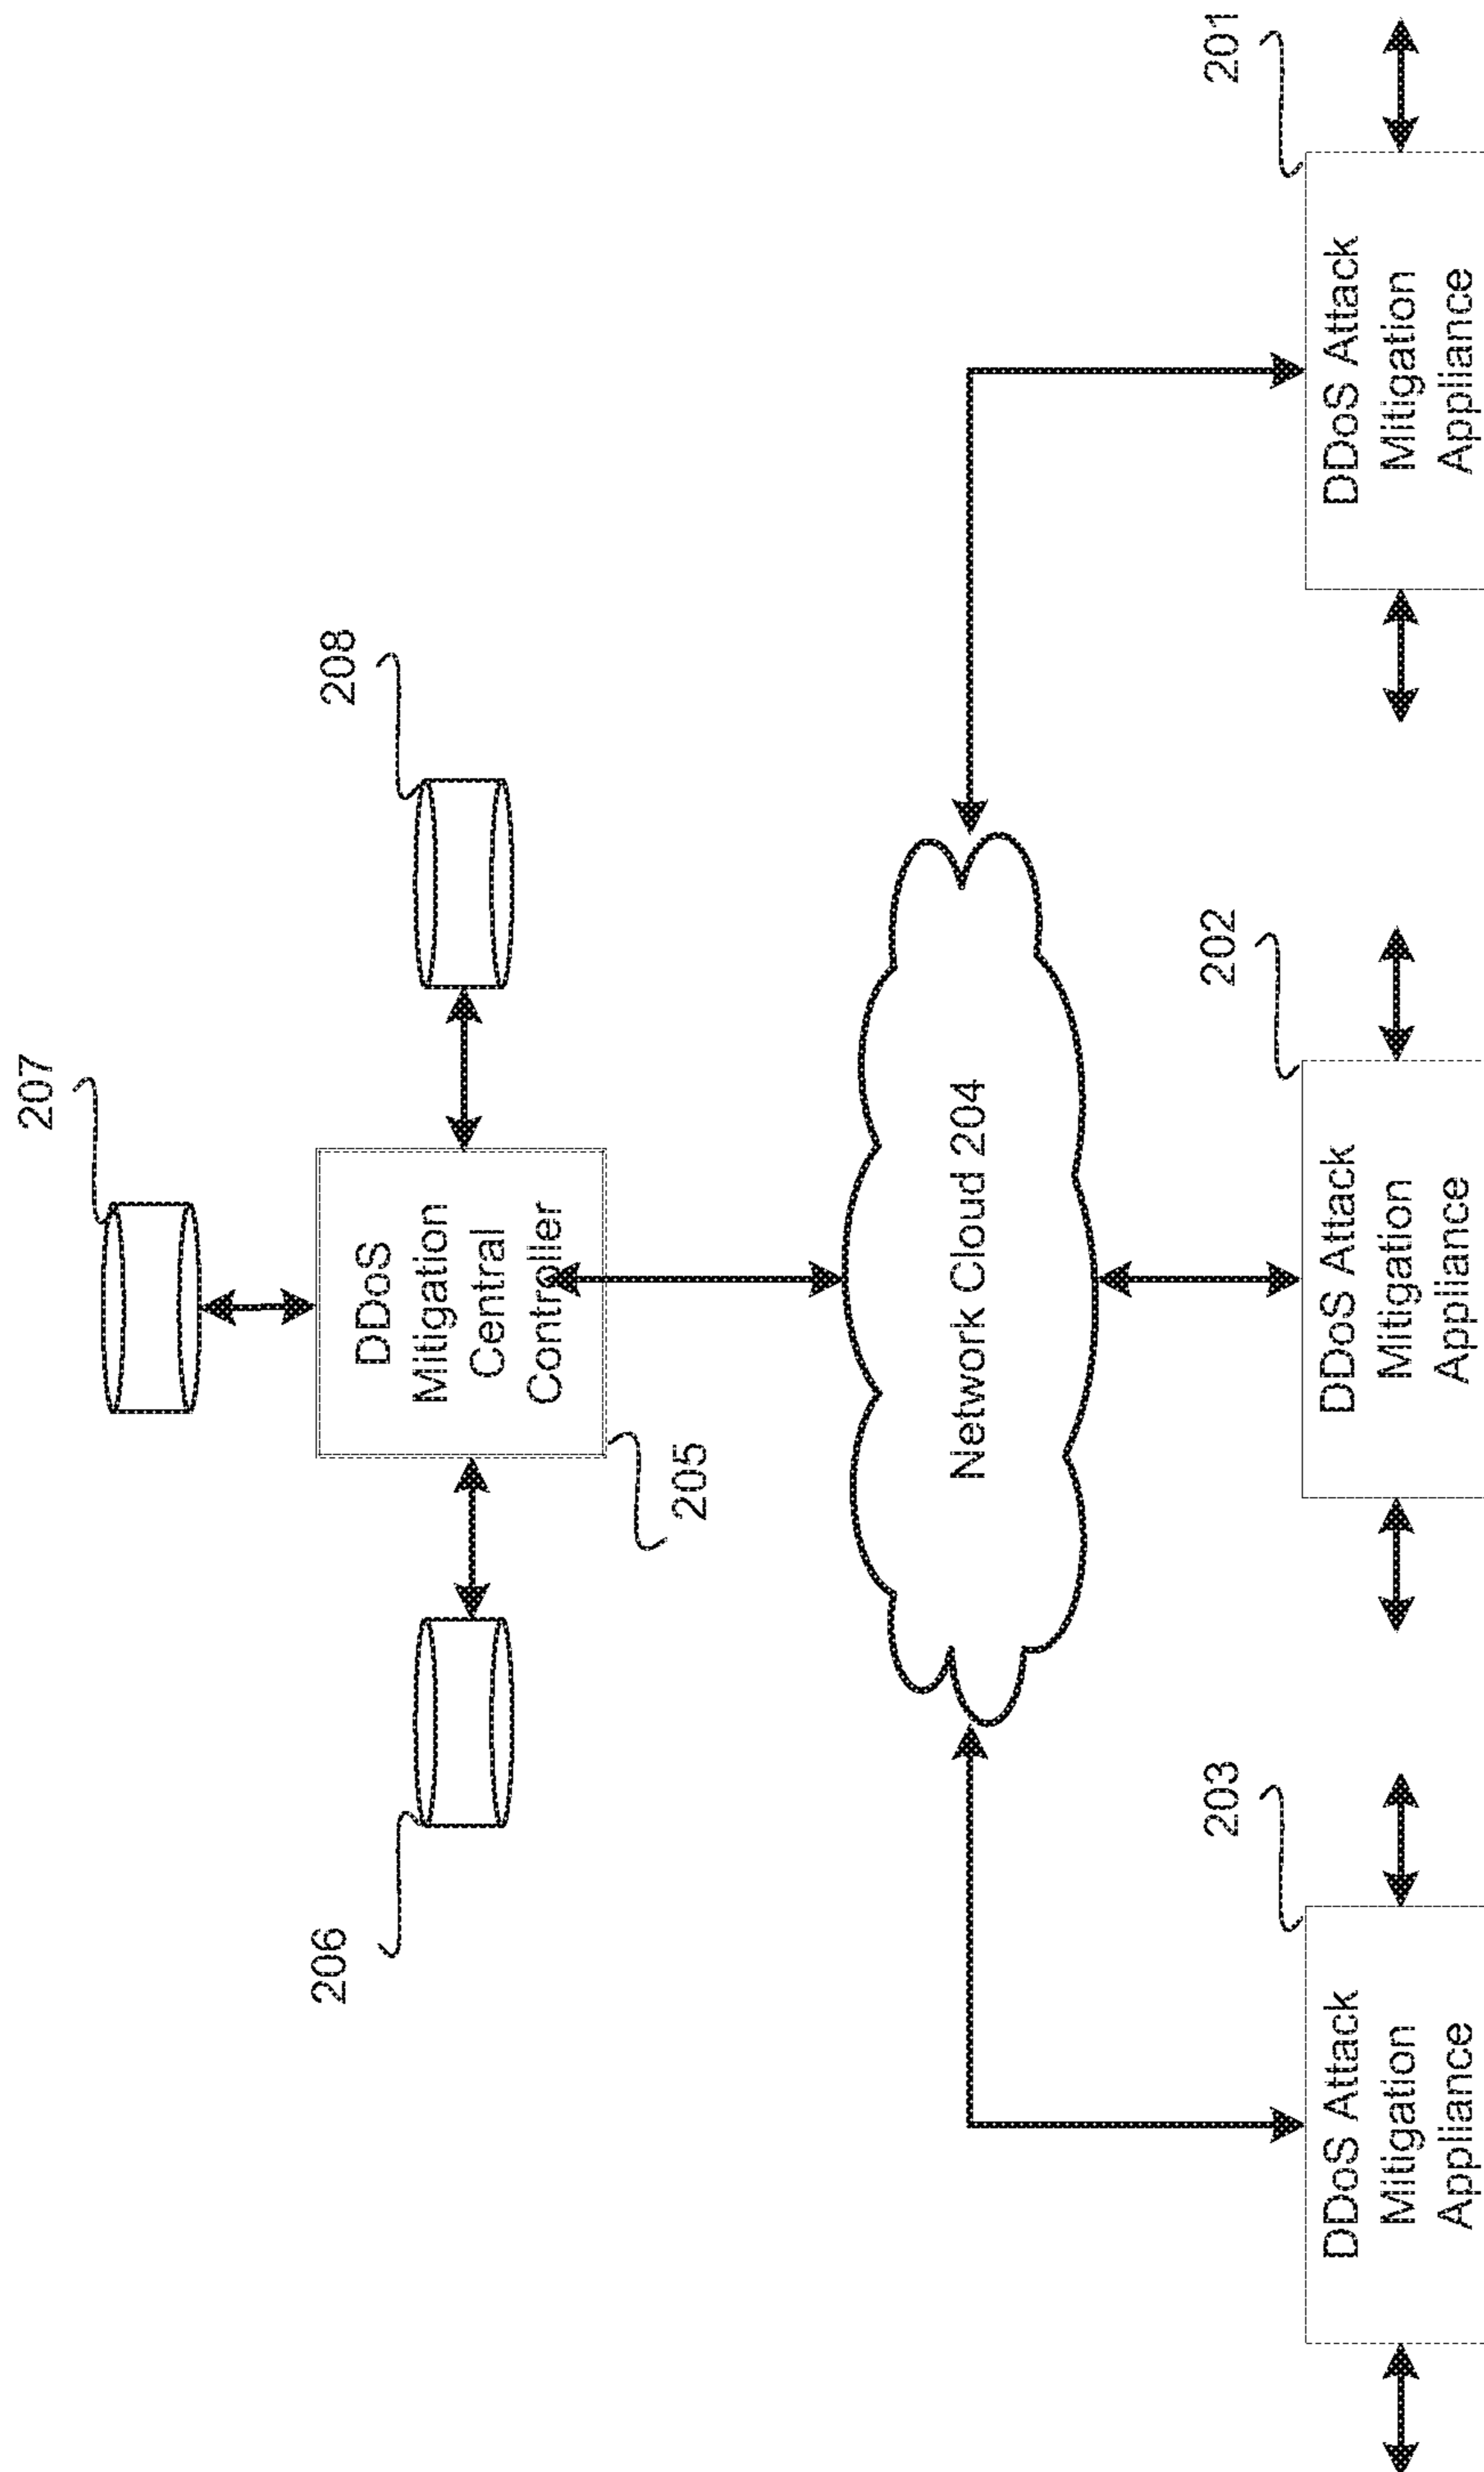 207
206
208
DDoS
Mitigation
Central
Controller
205
Network Cloud 204
203
202
201
DDoS Attack
Mitigation
Appliance
DDoS Attack
Mitigation
Appliance
DDoS Attack
Mitigation
Appliance